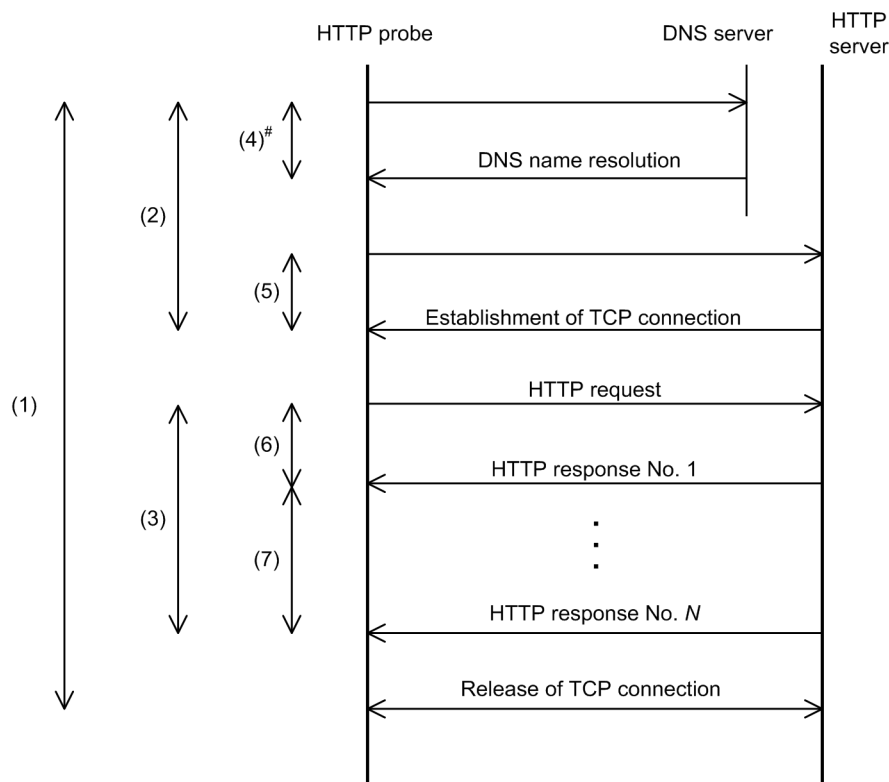 HTTP probe
DNS server
HTTP
server
(4)#
DNS name resolution
(2)
(5)
Establishment of TCP connection
HTTP request
(1)
(6)
HTTP response No. 1
(3)
(7)
HTTP response No. N
Release of TCP connection